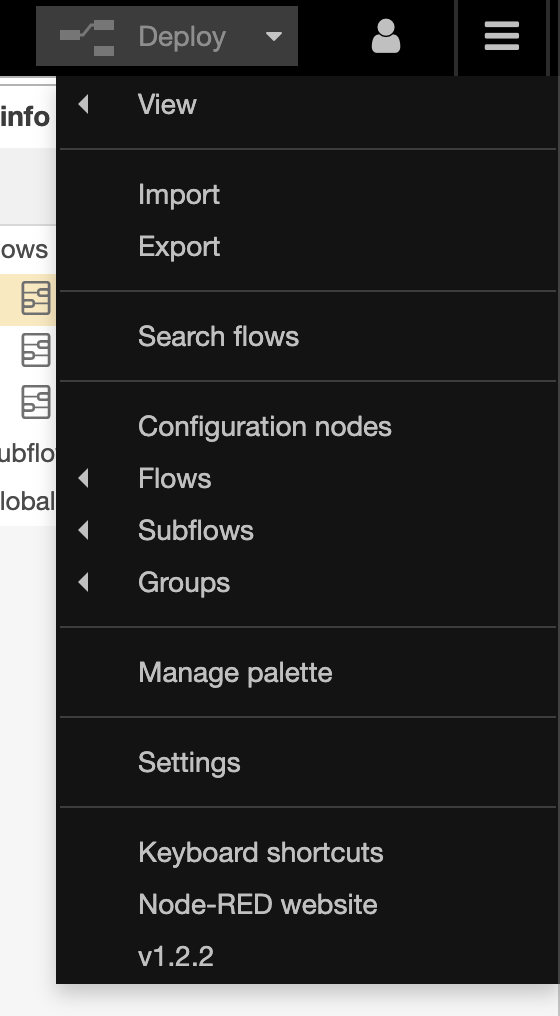 Deploy
View
info
Import
Export
ows
Search flows
Configuration nodes
ubflo
Flows
lobal
Subflows
Groups
Manage palette
Settings
Keyboard shortcuts
Node-RED website
v1.2.2